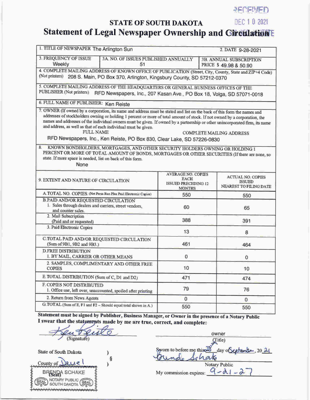 RECEIVED
DEC 10 2021
STATE OF SOUTH DAKOTA
Statement of Legal Newspaper Ownership and Circulation
1. TITLE OF NEWSPAPER The Arlington Sun
2. DATE 9-28-2021
3. FREQUENCY OF ISSUE
Weekly
3A. NO. OF ISSUES PUBLISHED ANNUALLY
51
3B. ANNUAL SUBSCRIPTION
PRICE $ 49.98 & 50.90
4. COMPLETE MAILING ADDRESS OF KNOWN OFFICE OF PUBLICATION (Street, City, County, State and ZIP+4 Code)
(Not printers) 208 S. Main, PO Box 370, Arlington, Kingsbury County, SD 57212-0370
5. COMPLETE MAILING ADDRESS OF THE HEADQUARTERS OR GENERAL BUSINESS OFFICES OF THE
PUBLISHER (Not printers) RFD Newspapers, Inc., 207 Kasan Ave., PO Box 18, Volga, SD 57071-0018
6. FULL NAME OF PUBLISHER: Ken Reiste
7. OWNER (If owned by a corporation, its name and address must be stated and list on the back of this form the names and
addresses of stockholders owning or holding 1 percent or more of total amount of stock. If not owned by a corporation, the
names and addresses of the individual owners must be given. If owned by a partnership or other unincorporated firm, its name
and address, as well as that of each individual must be given.
FULL NAME COMPLETE MAILING ADDRESS
RFD Newspapers, Inc., Ken Reiste, PO Box 830, Clear Lake, SD 57226-0830
8. KNOWN BONDHOLDERS, MORTGAGES, AND OTHER SECURITY HOLDERS OWNING OR HOLDING 1
PERCENT OR MORE OF TOTAL AMOUNT OF BONDS, MORTGAGES OR OTHER SECURITIES (If there are none, so
state. If more space is needed, list on back of this form.
None
9. EXTENT AND NATURE OF CIRCULATION
AVERAGE NO. COPIES
EACH
ISSUED PRECEDING 12
MONTHS
ACTUAL NO. COPIES
ISSUED
NEAREST TO FILING DATE
A. TOTAL NO. COPIES 550 550
B. PAID AND/OR REQUESTED CIRCULATION
1. Sales through dealers and carriers, street vendors,
and counter sales. 60 65
2. Mail Subscription
(Paid and or requested) 388 391
3. Paid Electronic Copies 13 8
C. TOTAL PAID AND/OR REQUESTED CIRCULATION
(Sum of 9B1, 9B2 and 9B3.) 461 464
D. FREE DISTRIBUTION
1. BY MAIL, CARRIER OR OTHER MEANS 0 0
2. SAMPLES, COMPLIMENTARY AND OTHER FREE
COPIES 10 10
E. TOTAL DISTRIBUTION (Sum of C, D1 and D2) 471 474
F. COPIES NOT DISTRIBUTED
1. Office use, left over, unaccounted, spoiled after printing 79 76
2. Return from News Agents 0 0
G. TOTAL (Sum of E, F1 and F2 – Should equal total shown in A.) 550 550
Statement must be signed by Publisher, Business Manager, or Owner in the presence of a Notary Public
I swear that the statements made by me are true, correct, and complete:
Ken Reiste owner
(Signature) (Title)
State of South Dakota
County of Deuel
Sworn to before me this day of September, 2021
Brenda Schake
Notary Public
My commission expires: 9-21-27
BRENDA SCHAKE
NOTARY PUBLIC
SOUTH DAKOTA